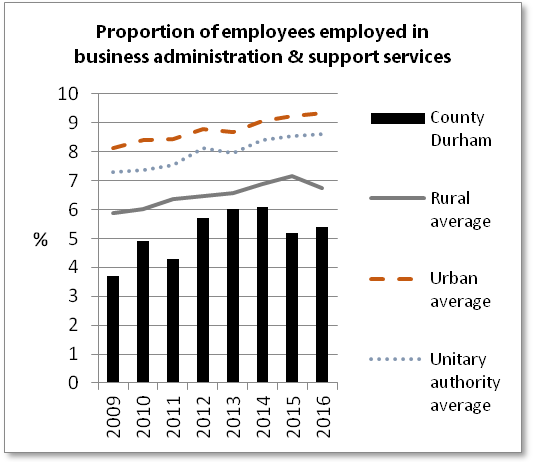 Proportion of employees employed in
business administration & support services
10
9
8
7
6
5
4
3
2
1
0
%
2009
2010
2011
2012
2013
2014
2015
2016
County
Durham
Rural
average
Urban
average
Unitary
authority
average